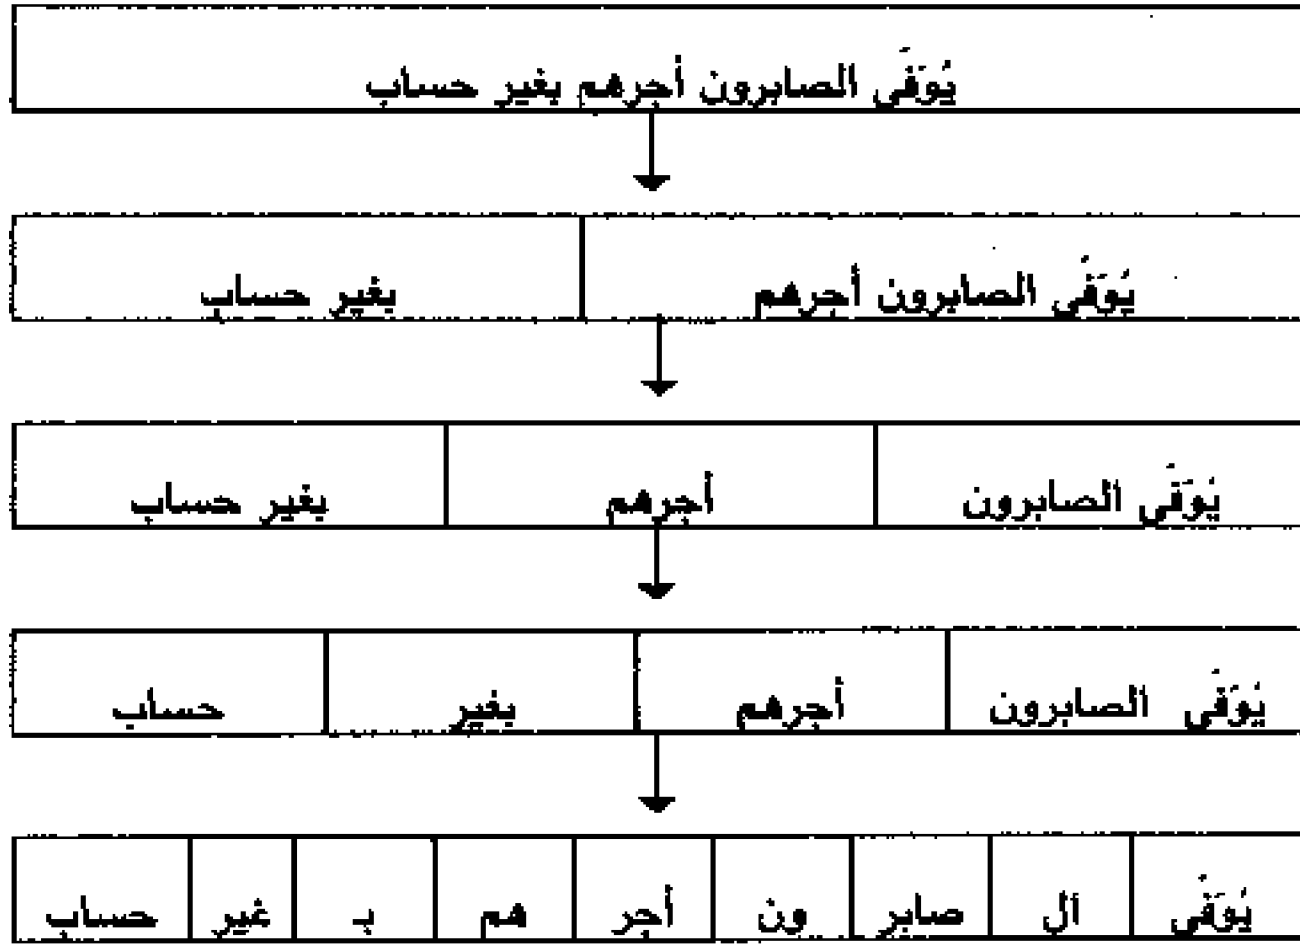 يُوَفَّى الصابرون أجرهم بغير حساب
يُوَفَّى الصابرون أجرهم بغير حساب
يُوَفَّى الصابرون أجرهم بغير حساب
يُوَفَّى الصابرون أجرهم بغير حساب
يُوَفَّى ال صابر ون أجر هم بـ غير حساب